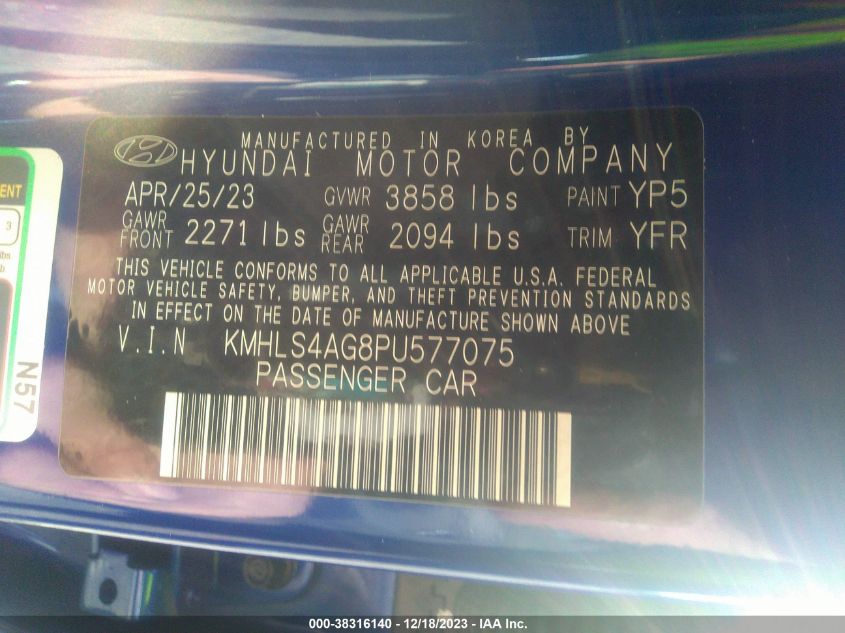 MANUFACTURED IN KOREA BY
HYUNDAI MOTOR COMPANY
APR/25/23 GVWR 3858 lbs PAINT YP5
GAWR FRONT 2271 lbs GAWR REAR 2094 lbs TRIM YFR
THIS VEHICLE CONFORMS TO ALL APPLICABLE U.S.A. FEDERAL
MOTOR VEHICLE SAFETY, BUMPER, AND THEFT PREVENTION STANDARDS
IN EFFECT ON THE DATE OF MANUFACTURE SHOWN ABOVE
V.I.N KMHLS4AG8PU577075
PASSENGER CAR
ENT
3
lbs
b.
N57
000-38316140 - 12/18/2023 - IAA Inc.